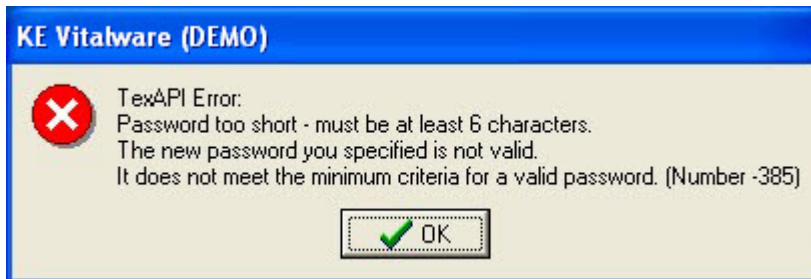 KE Vitalware (DEMO)
TexAPI Error:
Password too short - must be at least 6 characters.
The new password you specified is not valid.
It does not meet the minimum criteria for a valid password. (Number -385)
OK